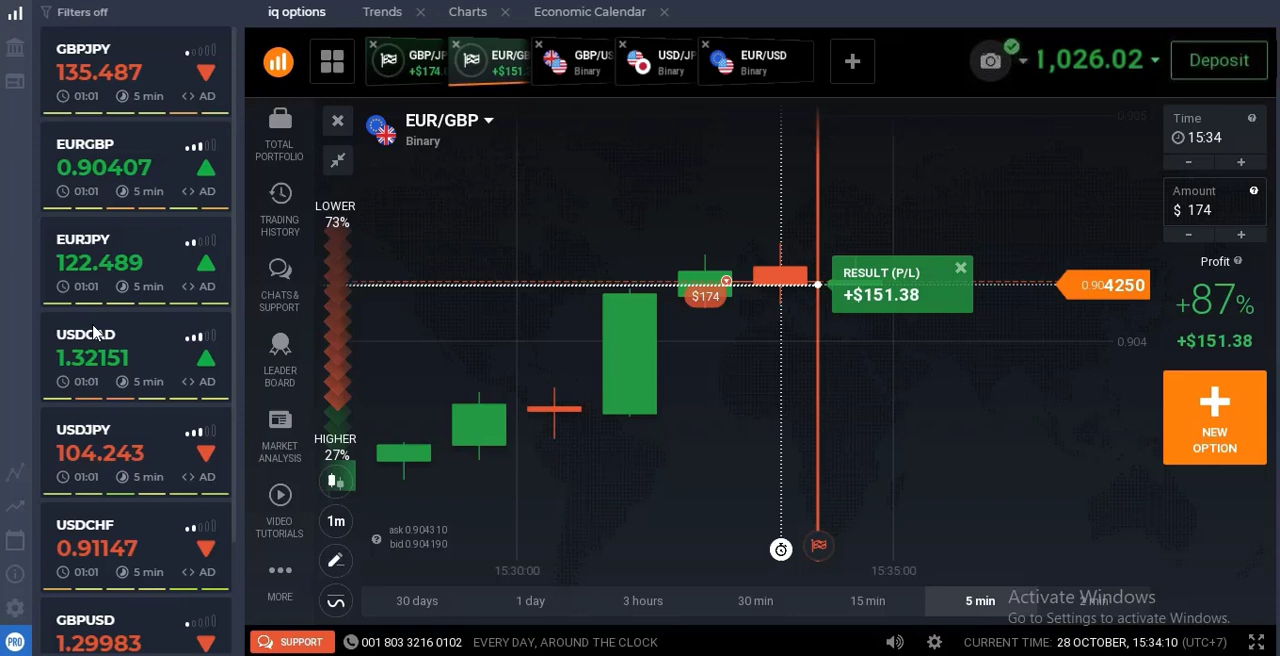 iq options
Trends
Charts
Economic Calendar
Filters off
GBPJPY
135.487
01:01 5 min <> AD
EURGBP
0.90407
01:01 5 min <> AD
EURJPY
122.489
01:01 5 min <> AD
USDCAD
1.32151
01:01 5 min <> AD
USDJPY
104.243
01:01 5 min <> AD
USDCHF
0.91147
01:01 5 min <> AD
GBPUSD
1.29983
PRO
GBP/JP
+$174.
EUR/GB
+$151.
GBP/US
Binary
USD/JP
Binary
EUR/USD
Binary
1,026.02
Deposit
TOTAL
PORTFOLIO
TRADING
HISTORY
CHATS &
SUPPORT
LEADER
BOARD
MARKET
ANALYSIS
VIDEO
TUTORIALS
MORE
EUR/GBP
Binary
LOWER
73%
HIGHER
27%
1m
ask 0.904310
bid 0.904190
$174
RESULT (P/L)
+$151.38
0.905
0.904250
0.904
15:30:00
15:35:00
30 days
1 day
3 hours
30 min
15 min
5 min
2 min
Time
15:34
- +
Amount
$ 174
- +
Profit
+87%
+$151.38
NEW
OPTION
Activate Windows
Go to Settings to activate Windows.
SUPPORT
001 803 3216 0102
EVERY DAY, AROUND THE CLOCK
CURRENT TIME: 28 OCTOBER, 15:34:10 (UTC+7)